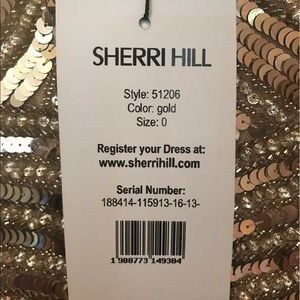 SHERRI HILL
Style: 51206
Color: gold
Size: 0
Register your Dress at:
www.sherrihill.com
Serial Number:
188414-115913-16-13-
1 900773 149304